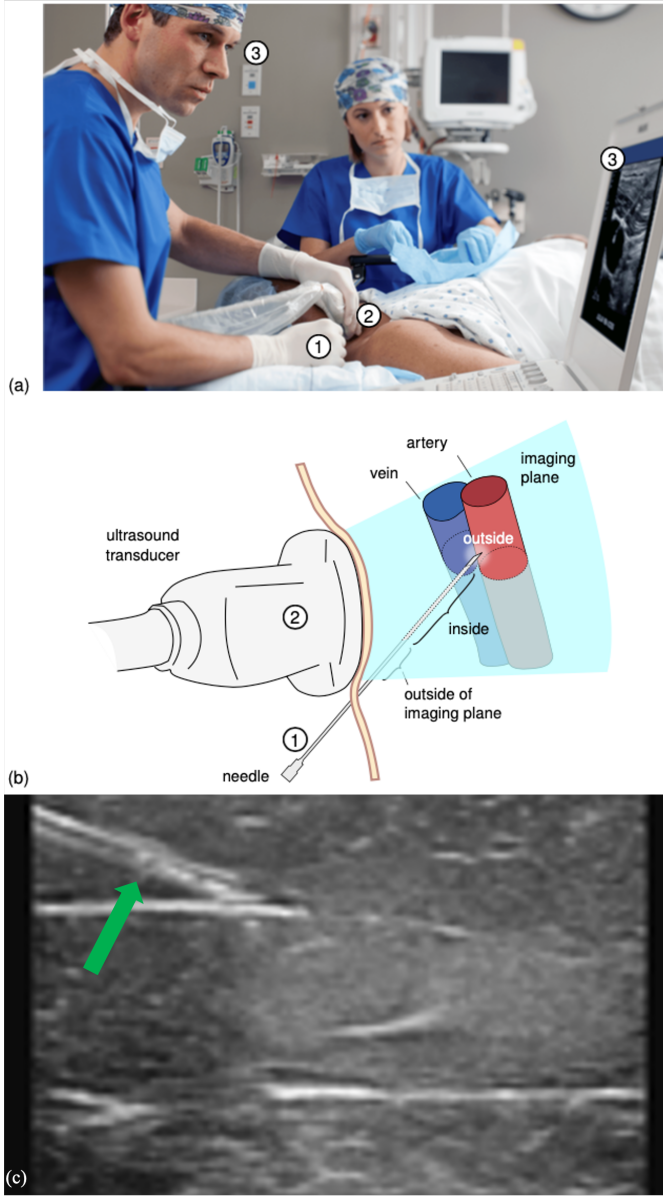 3
3
2
1
(a)
artery
vein
imaging
plane
ultrasound
transducer
outside
2
inside
outside of
imaging plane
1
needle
(b)
(c)